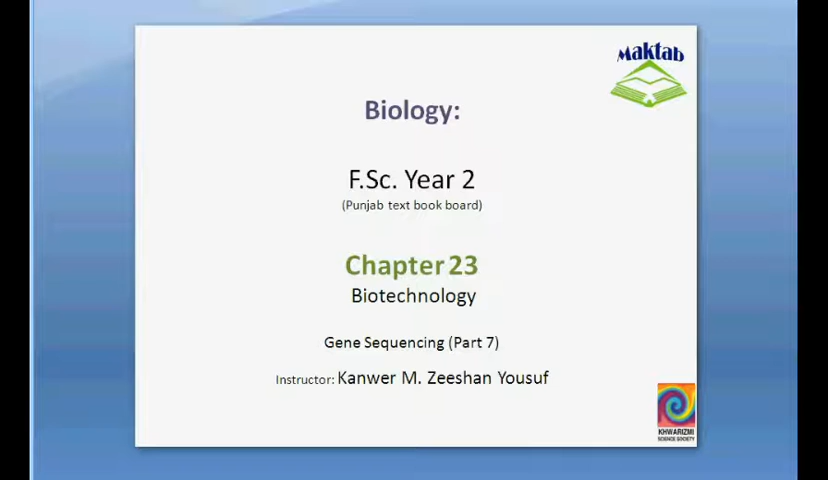 Maktab
Biology:
F.Sc. Year 2
(Punjab text book board)
Chapter 23
Biotechnology
Gene Sequencing (Part 7)
Instructor: Kanwer M. Zeeshan Yousuf
KHWARIZMI
SCIENCE SOCIETY